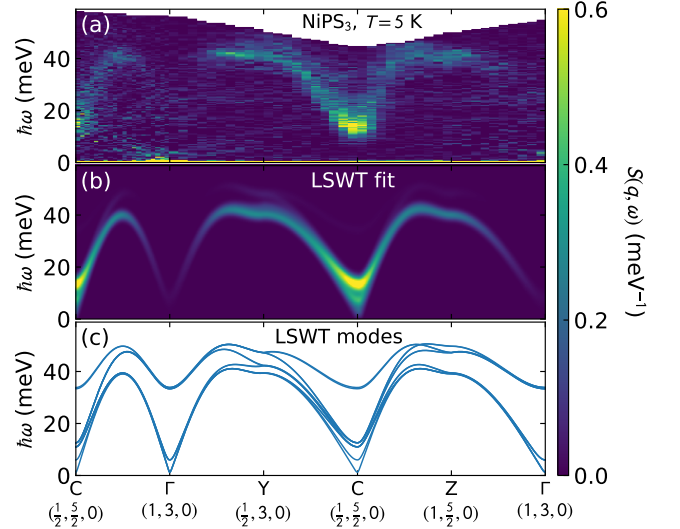 (a) NiPS₃, T=5 K
ħω (meV)
40
20
0
(b) LSWT fit
ħω (meV)
40
20
0
(c) LSWT modes
ħω (meV)
40
20
0
C Γ Y C Z Γ
(1/2, 5/2, 0) (1, 3, 0) (1/2, 3, 0) (1/2, 5/2, 0) (1, 5/2, 0) (1, 3, 0)
0.6
0.4
0.2
0.0
S(q, ω) (meV⁻¹)